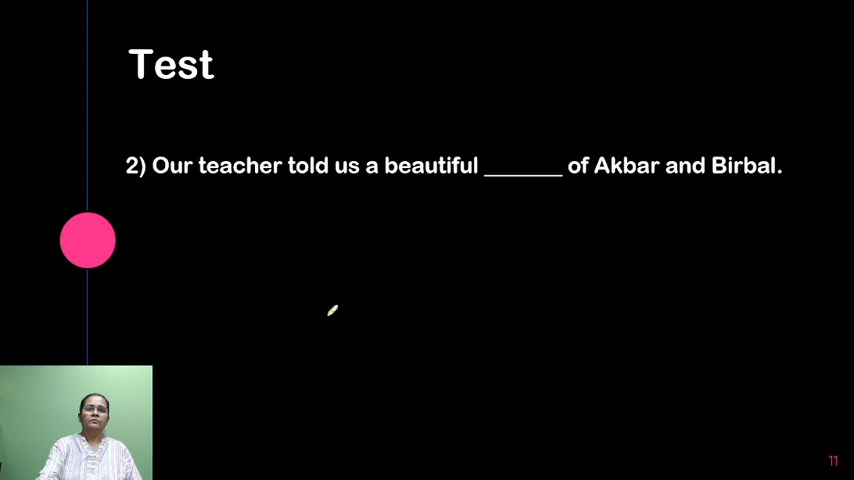 Test
2) Our teacher told us a beautiful _______ of Akbar and Birbal.
11